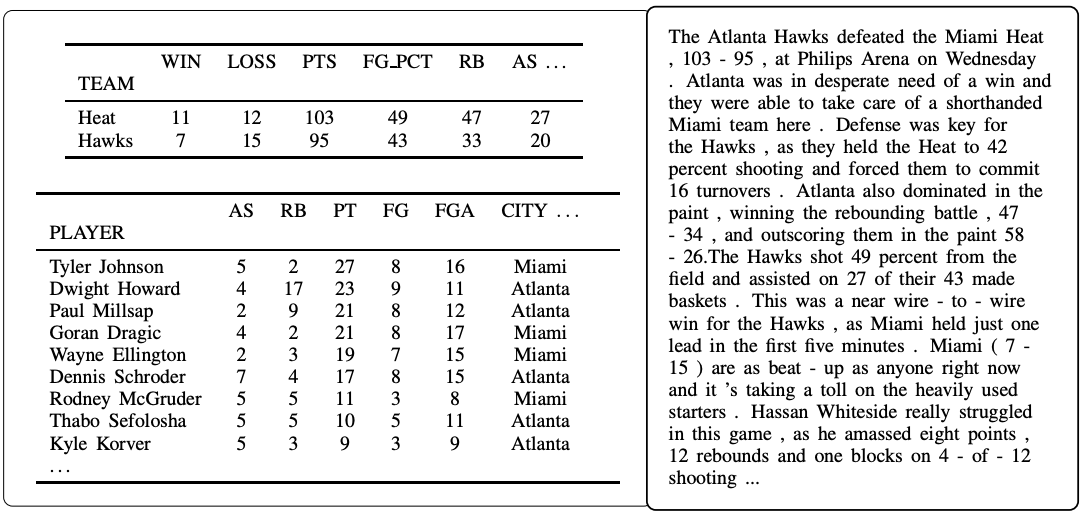 WIN LOSS PTS FG_PCT RB AS ...
TEAM
Heat 11 12 103 49 47 27
Hawks 7 15 95 43 33 20
AS RB PT FG FGA CITY ...
PLAYER
Tyler Johnson 5 2 27 8 16 Miami
Dwight Howard 4 17 23 9 11 Atlanta
Paul Millsap 2 9 21 8 12 Atlanta
Goran Dragic 4 2 21 8 17 Miami
Wayne Ellington 2 3 19 7 15 Miami
Dennis Schroder 7 4 17 8 15 Atlanta
Rodney McGruder 5 5 11 3 8 Miami
Thabo Sefolosha 5 5 10 5 11 Atlanta
Kyle Korver 5 3 9 3 9 Atlanta
...
The Atlanta Hawks defeated the Miami Heat
, 103 - 95 , at Philips Arena on Wednesday
. Atlanta was in desperate need of a win and
they were able to take care of a shorthanded
Miami team here . Defense was key for
the Hawks , as they held the Heat to 42
percent shooting and forced them to commit
16 turnovers . Atlanta also dominated in the
paint , winning the rebounding battle , 47
- 34 , and outscoring them in the paint 58
- 26.The Hawks shot 49 percent from the
field and assisted on 27 of their 43 made
baskets . This was a near wire - to - wire
win for the Hawks , as Miami held just one
lead in the first five minutes . Miami ( 7 -
15 ) are as beat - up as anyone right now
and it 's taking a toll on the heavily used
starters . Hassan Whiteside really struggled
in this game , as he amassed eight points ,
12 rebounds and one blocks on 4 - of - 12
shooting ...